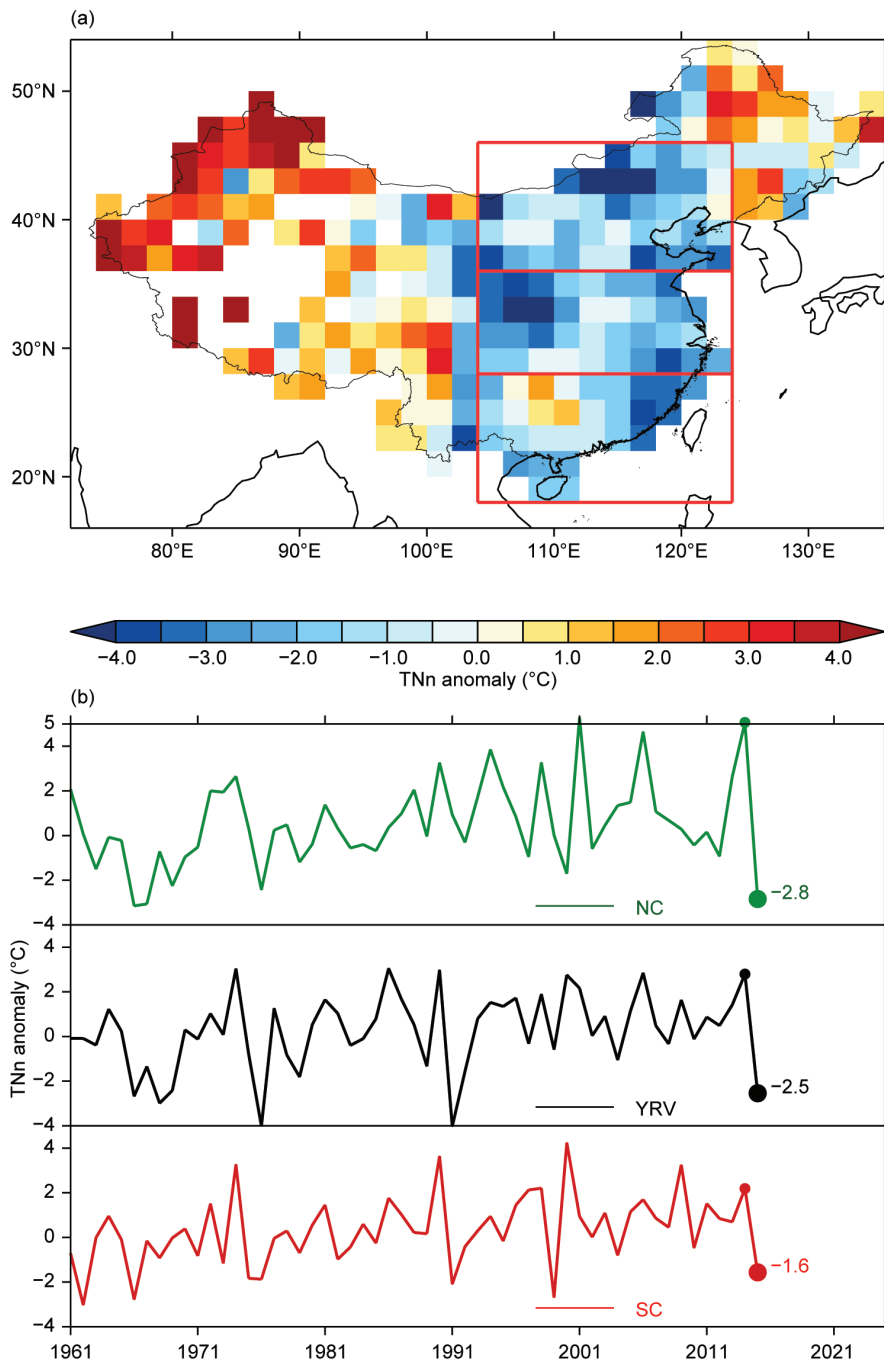 (a)
50°N
40°N
30°N
20°N
80°E 90°E 100°E 110°E 120°E 130°E
−4.0 −3.0 −2.0 −1.0 0.0 1.0 2.0 3.0 4.0
TNn anomaly (°C)
(b)
5
4
2
0
−2
−4
−2.8
NC
4
2
0
−2
−4
−2.5
YRV
TNn anomaly (°C)
4
2
0
−2
−4
−1.6
SC
1961 1971 1981 1991 2001 2011 2021